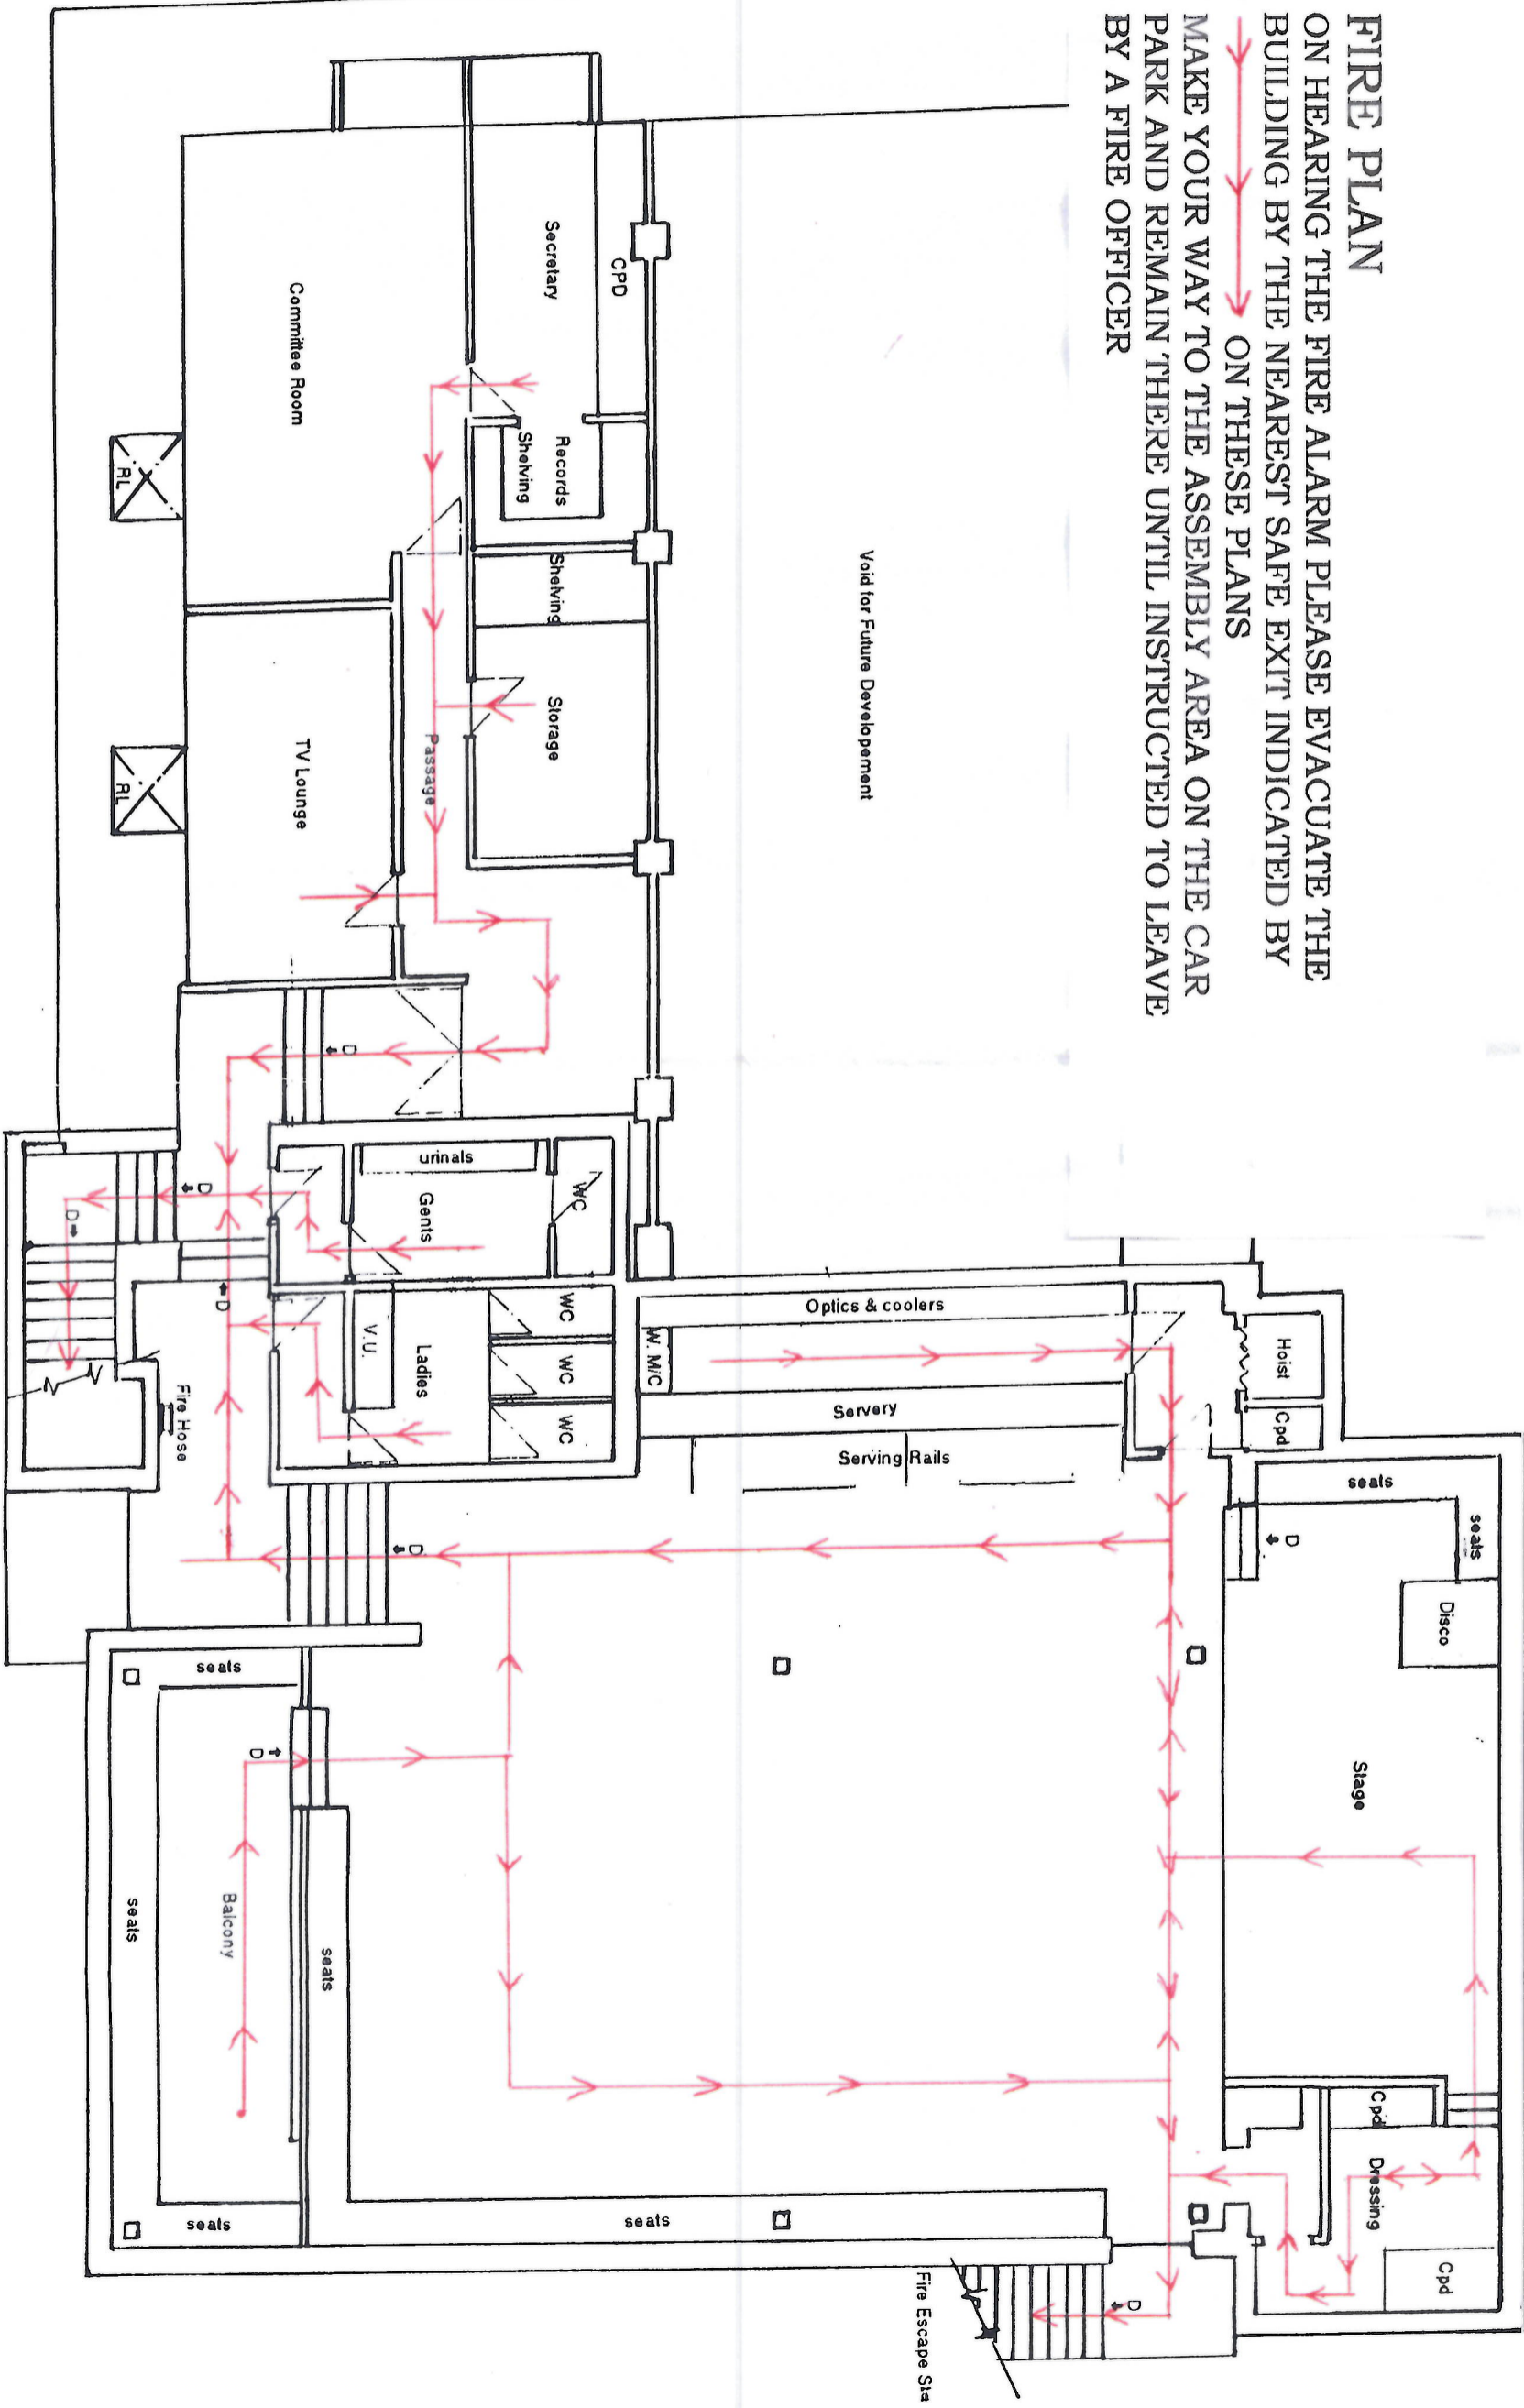 FIRE PLAN
ON HEARING THE FIRE ALARM PLEASE EVACUATE THE
BUILDING BY THE NEAREST SAFE EXIT INDICATED BY
ON THESE PLANS
MAKE YOUR WAY TO THE ASSEMBLY AREA ON THE CAR
PARK AND REMAIN THERE UNTIL INSTRUCTED TO LEAVE
BY A FIRE OFFICER
Void for Future Developement
CPD
Secretary
Records
Shelving
Shelving
Storage
Committee Room
Passage
TV Lounge
RL
RL
D
urinals
WC
Gents
D
D
D
WC
WC
WC
Ladies
V.U.
Fire Hose
Optics & coolers
W. M/C
Servery
Serving Rails
Hoist
Cpd
seats
seats
D
Disco
Stage
Cpd
Dressing
Cpd
D
seats
D
Balcony
seats
seats
seats
seats
D
Fire Escape Sta